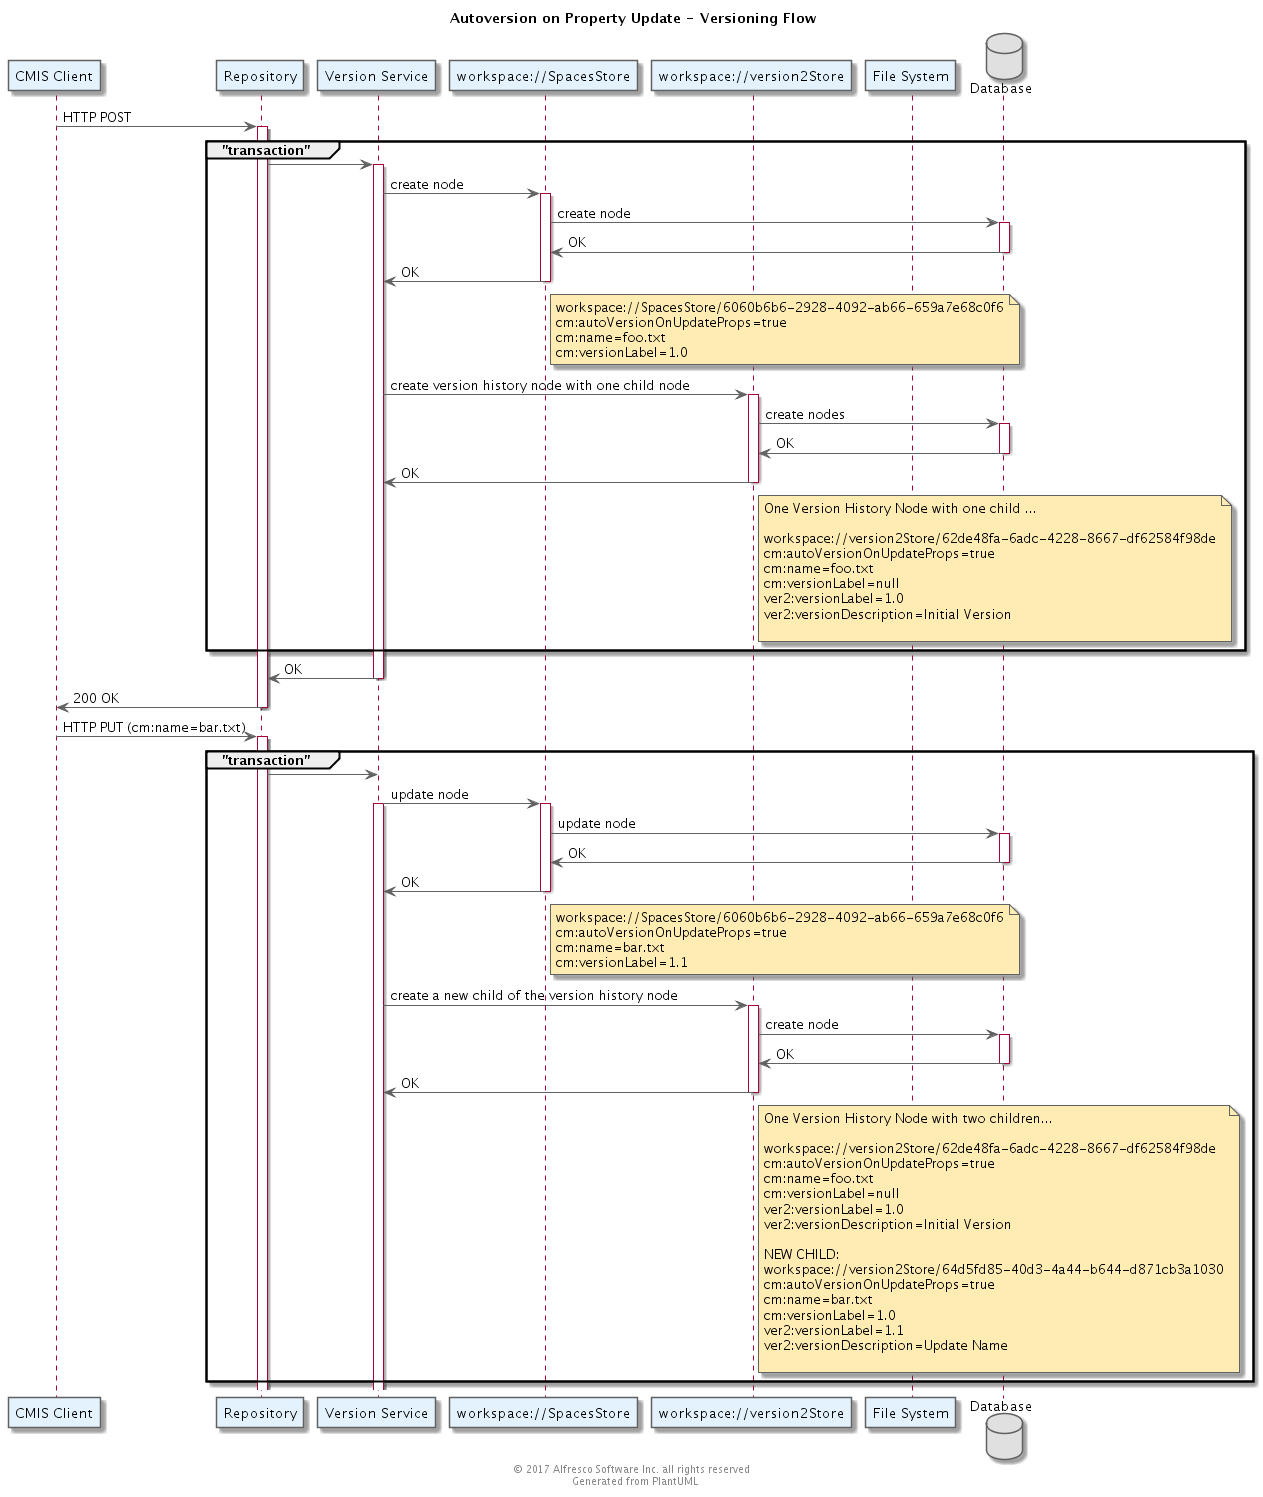 Autoversion on Property Update - Versioning Flow
CMIS Client
Repository
Version Service
workspace://SpacesStore
workspace://version2Store
File System
Database
HTTP POST
"transaction"
create node
create node
OK
OK
workspace://SpacesStore/6060b6b6-2928-4092-ab66-659a7e68c0f6
cm:autoVersionOnUpdateProps=true
cm:name=foo.txt
cm:versionLabel=1.0
create version history node with one child node
create nodes
OK
OK
One Version History Node with one child ...
workspace://version2Store/62de48fa-6adc-4228-8667-df62584f98de
cm:autoVersionOnUpdateProps=true
cm:name=foo.txt
cm:versionLabel=null
ver2:versionLabel=1.0
ver2:versionDescription=Initial Version
OK
200 OK
HTTP PUT (cm:name=bar.txt)
"transaction"
update node
update node
OK
OK
workspace://SpacesStore/6060b6b6-2928-4092-ab66-659a7e68c0f6
cm:autoVersionOnUpdateProps=true
cm:name=bar.txt
cm:versionLabel=1.1
create a new child of the version history node
create node
OK
OK
One Version History Node with two children...
workspace://version2Store/62de48fa-6adc-4228-8667-df62584f98de
cm:autoVersionOnUpdateProps=true
cm:name=foo.txt
cm:versionLabel=null
ver2:versionLabel=1.0
ver2:versionDescription=Initial Version
NEW CHILD:
workspace://version2Store/64d5fd85-40d3-4a44-b644-d871cb3a1030
cm:autoVersionOnUpdateProps=true
cm:name=bar.txt
cm:versionLabel=1.0
ver2:versionLabel=1.1
ver2:versionDescription=Update Name
CMIS Client
Repository
Version Service
workspace://SpacesStore
workspace://version2Store
File System
Database
© 2017 Alfresco Software Inc. all rights reserved
Generated from PlantUML